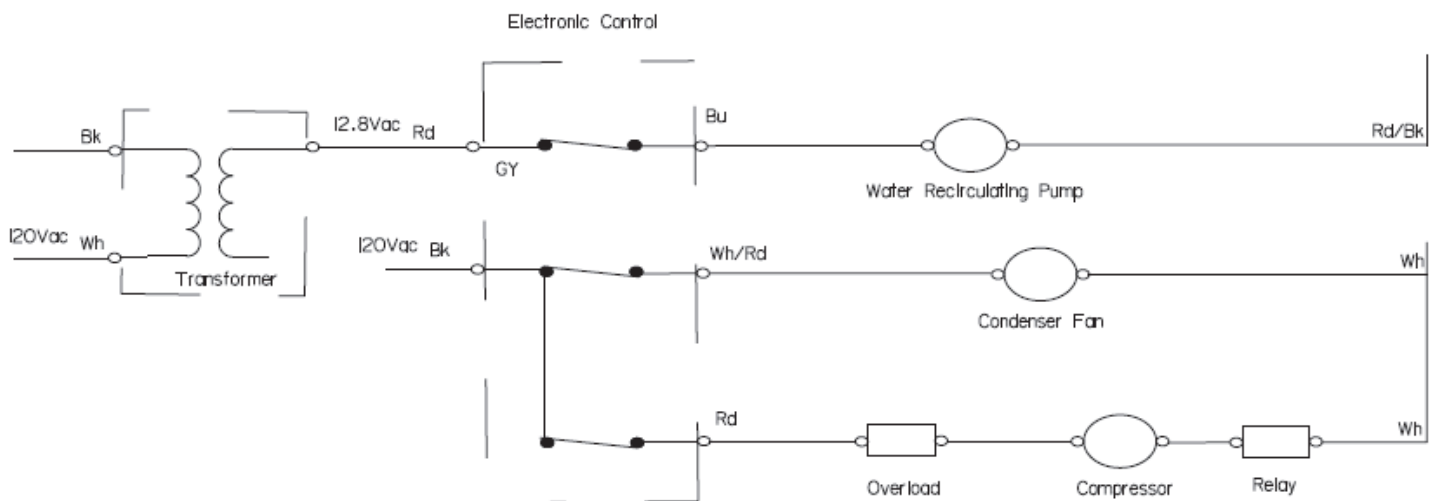 Electronic Control
Bk
12.8Vac Rd
GY
Bu
Rd/Bk
Water Recirculating Pump
120Vac Wh
Transformer
120Vac Bk
Wh/Rd
Wh
Condenser Fan
Rd
Wh
Overload
Compressor
Relay